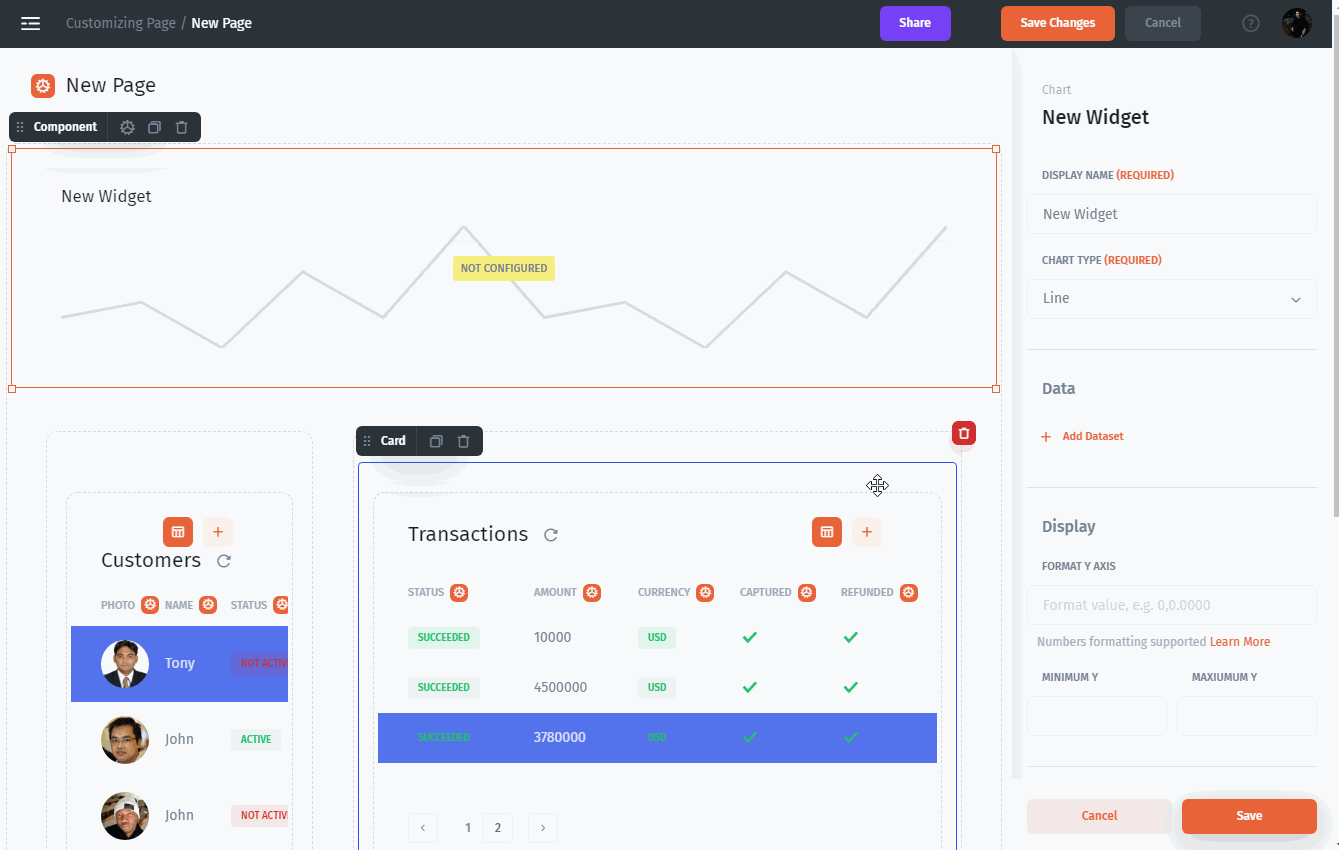 Customizing Page / New Page
Share
Save Changes
Cancel
?
New Page
Component
New Widget
NOT CONFIGURED
Card
Customers
PHOTO NAME STATUS
Tony NOT ACTIV
John ACTIVE
John NOT ACTIV
Transactions
STATUS AMOUNT CURRENCY CAPTURED REFUNDED
SUCCEEDED 10000 USD
SUCCEEDED 4500000 USD
SUCCEEDED 3780000 USD
‹ 1 2 ›
Chart
New Widget
DISPLAY NAME (REQUIRED)
New Widget
CHART TYPE (REQUIRED)
Line
Data
+ Add Dataset
Display
FORMAT Y AXIS
Format value, e.g. 0,0.0000
Numbers formatting supported Learn More
MINIMUM Y MAXIUMUM Y
Cancel Save